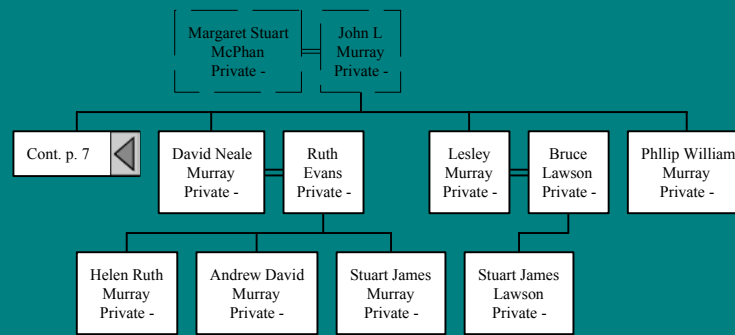 Margaret Stuart
McPhan
Private -
John L
Murray
Private -
Cont. p. 7
David Neale
Murray
Private -
Ruth
Evans
Private -
Lesley
Murray
Private -
Bruce
Lawson
Private -
Phllip William
Murray
Private -
Helen Ruth
Murray
Private -
Andrew David
Murray
Private -
Stuart James
Murray
Private -
Stuart James
Lawson
Private -